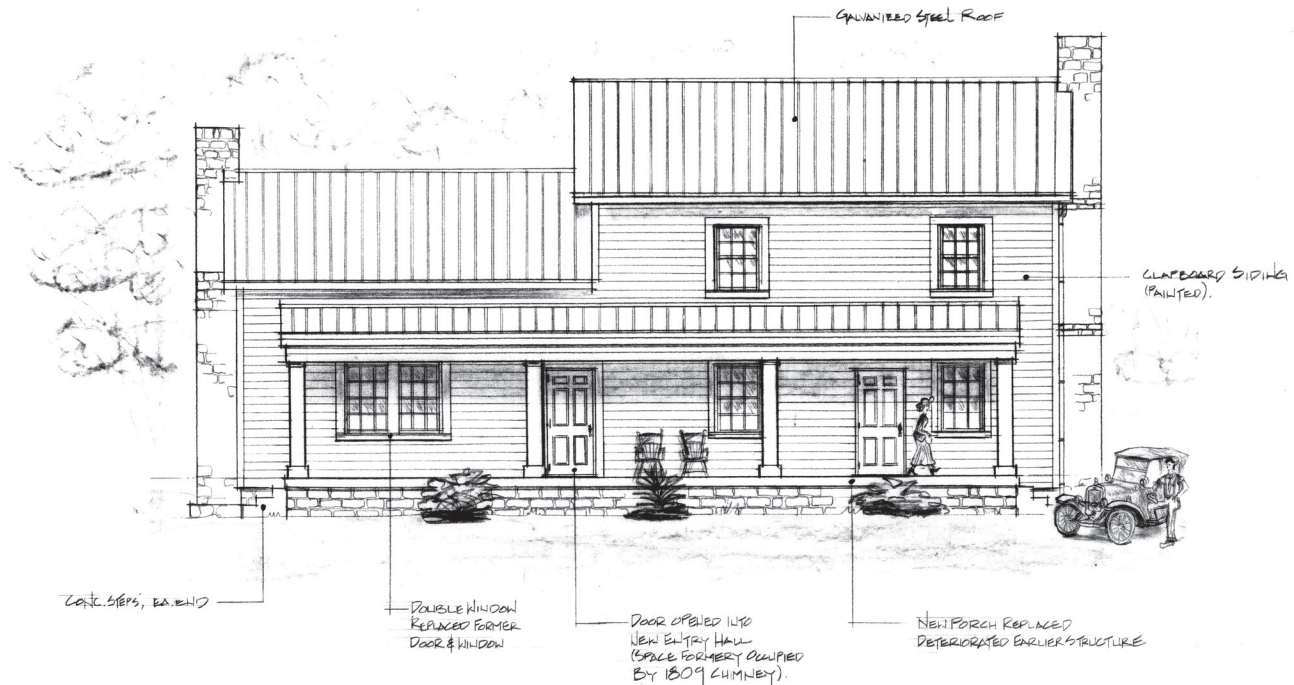 GALVANIZED STEEL ROOF
CLAPBOARD SIDING
(PAINTED).
CONC. STEPS, EA. END
DOUBLE WINDOW
REPLACED FORMER
DOOR & WINDOW
DOOR OPENED INTO
NEW ENTRY HALL
(SPACE FORMERY OCCUPIED
BY 1809 CHIMNEY).
NEW PORCH REPLACED
DETERIORATED EARLIER STRUCTURE